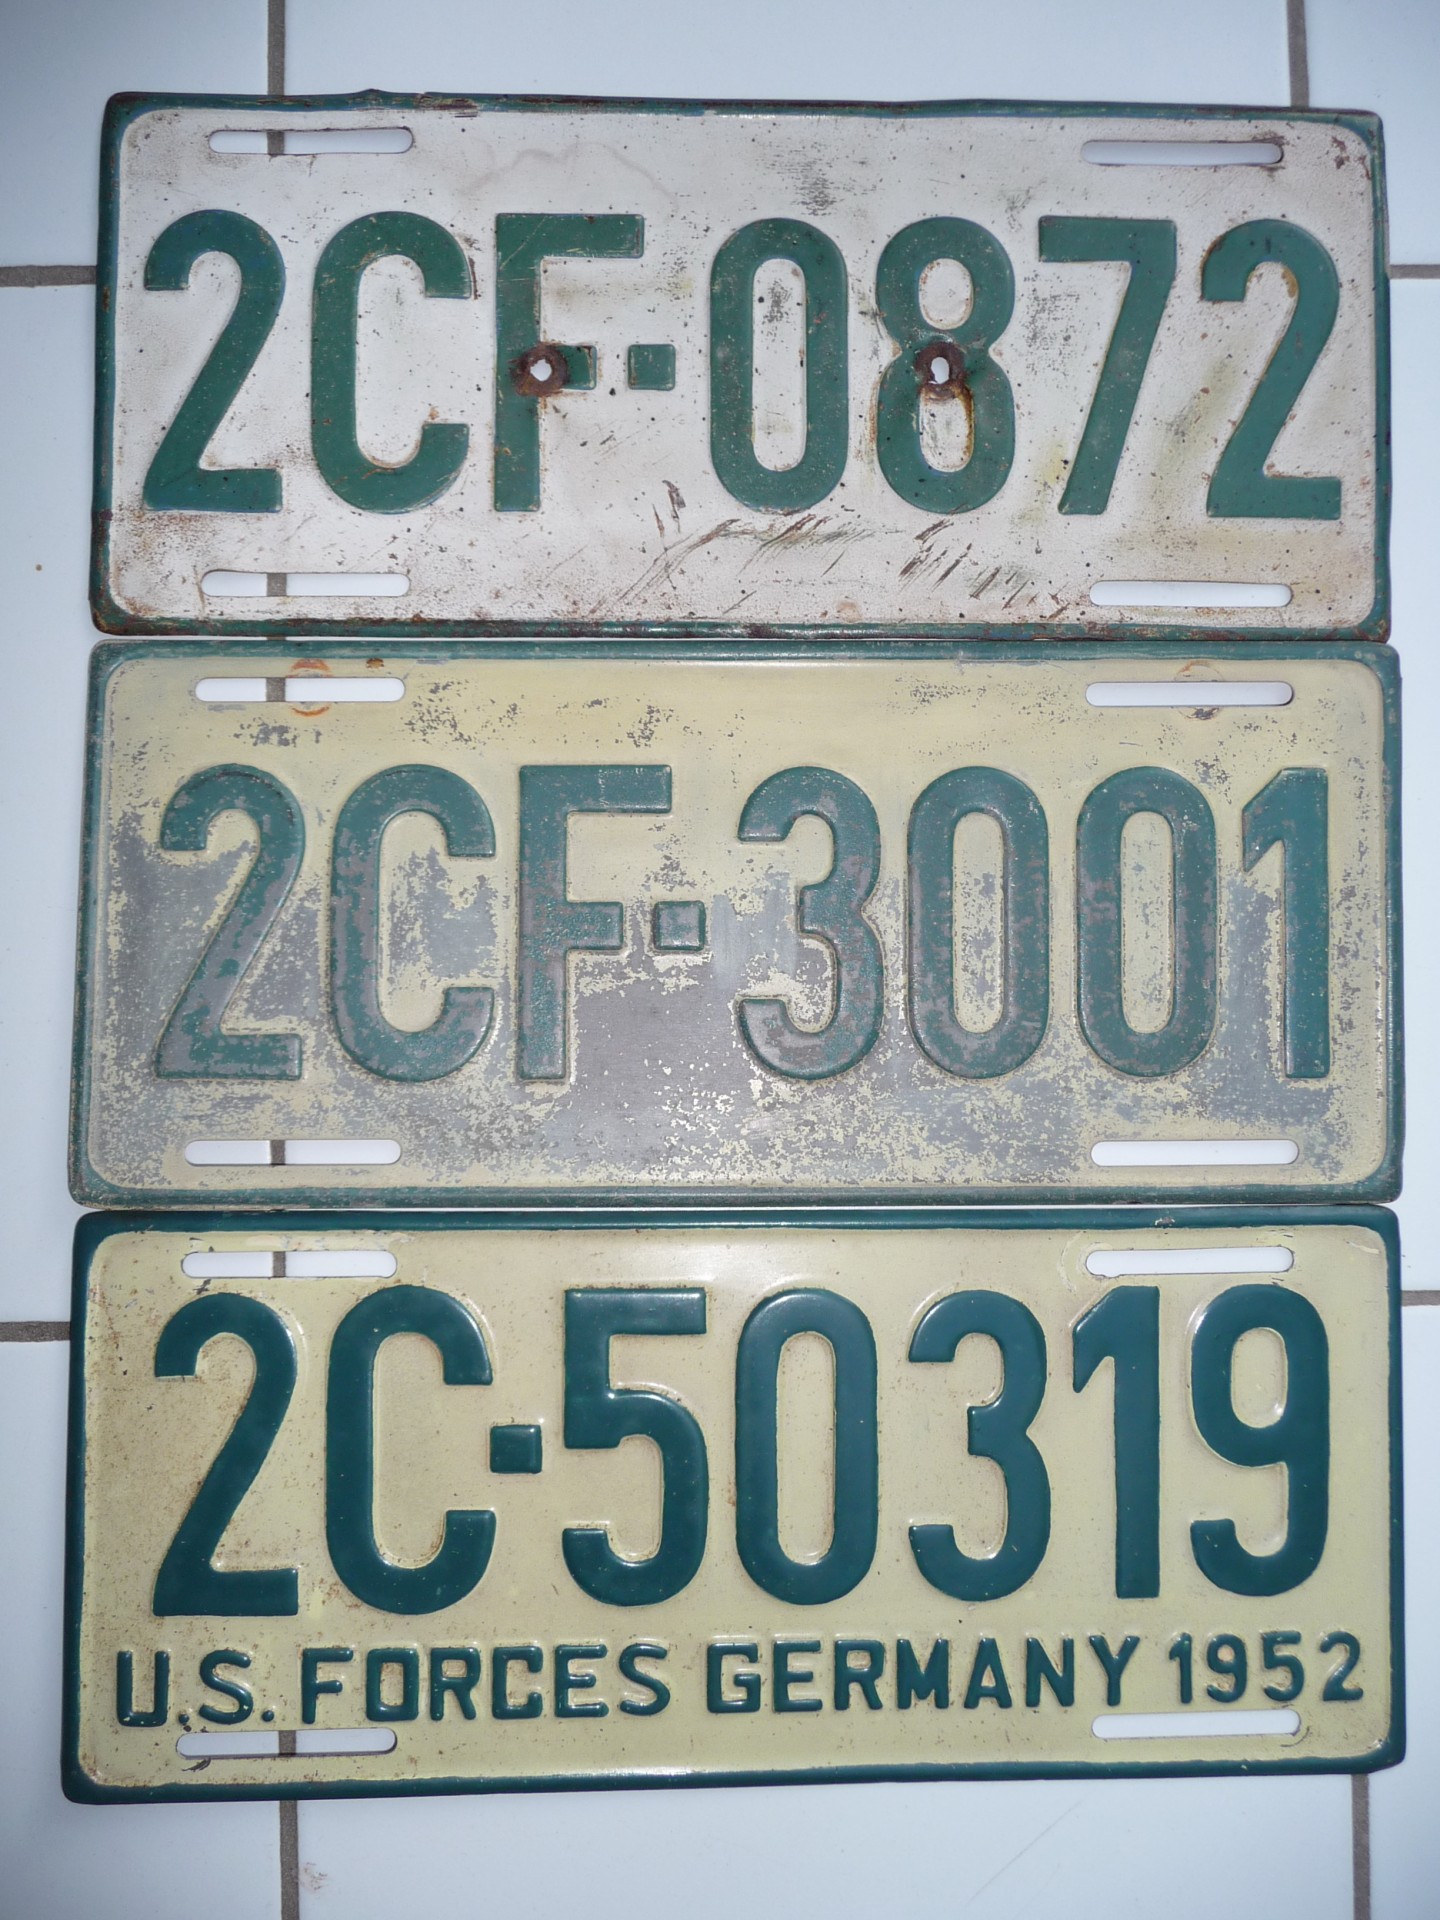 2CF-0872
2CF-3001
2C-50319
U.S. FORCES GERMANY 1952